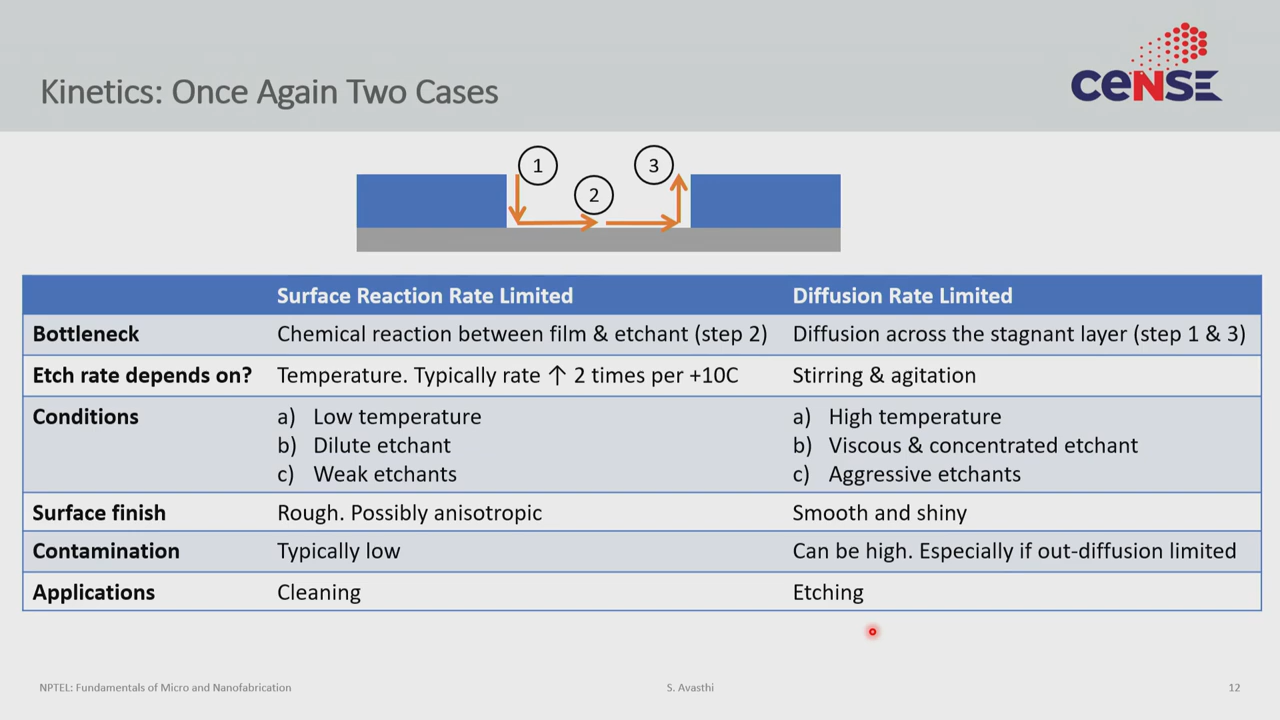 Kinetics: Once Again Two Cases
CENSE
1
2
3
Surface Reaction Rate Limited
Diffusion Rate Limited
Bottleneck
Chemical reaction between film & etchant (step 2)
Diffusion across the stagnant layer (step 1 & 3)
Etch rate depends on?
Temperature. Typically rate ↑ 2 times per +10C
Stirring & agitation
Conditions
a) Low temperature
b) Dilute etchant
c) Weak etchants
a) High temperature
b) Viscous & concentrated etchant
c) Aggressive etchants
Surface finish
Rough. Possibly anisotropic
Smooth and shiny
Contamination
Typically low
Can be high. Especially if out-diffusion limited
Applications
Cleaning
Etching
NPTEL: Fundamentals of Micro and Nanofabrication
S. Avasthi
12